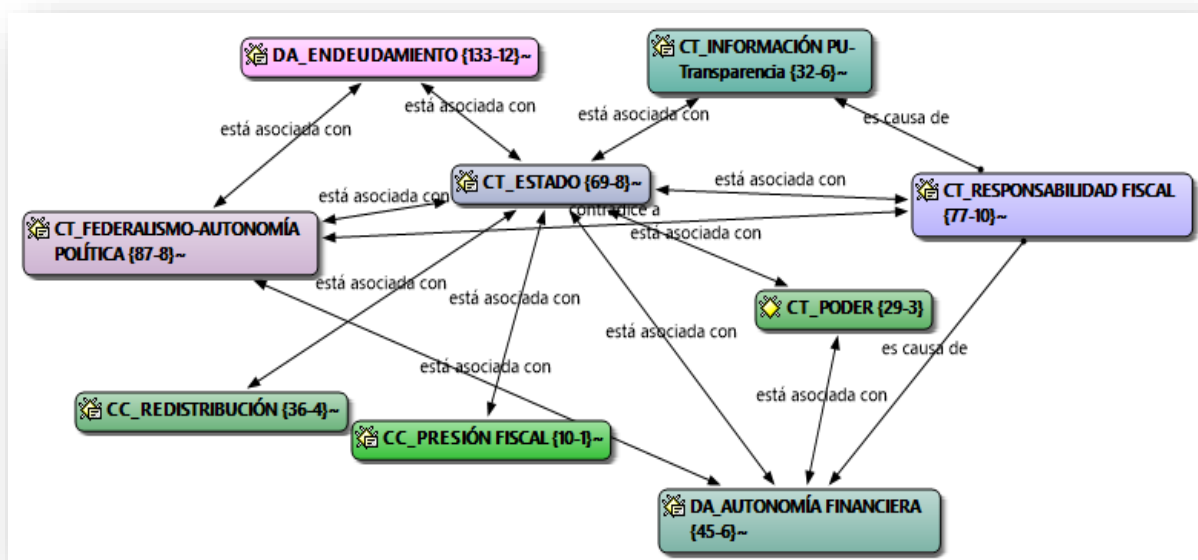 DA_ENDEUDAMIENTO {133-12}~
CT_INFORMACIÓN PU-
Transparencia {32-6}~
está asociada con
está asociada con
es causa de
está asociada con
CT_ESTADO {69-8}~
está asociada con
CT_RESPONSABILIDAD FISCAL
{77-10}~
está asociada con
contradice a
CT_FEDERALISMO-AUTONOMÍA
POLÍTICA {87-8}~
está asociada con
está asociada con
está asociada con
CT_PODER {29-3}
está asociada con
es causa de
está asociada con
está asociada con
CC_REDISTRIBUCIÓN {36-4}~
CC_PRESIÓN FISCAL {10-1}~
DA_AUTONOMÍA FINANCIERA
{45-6}~